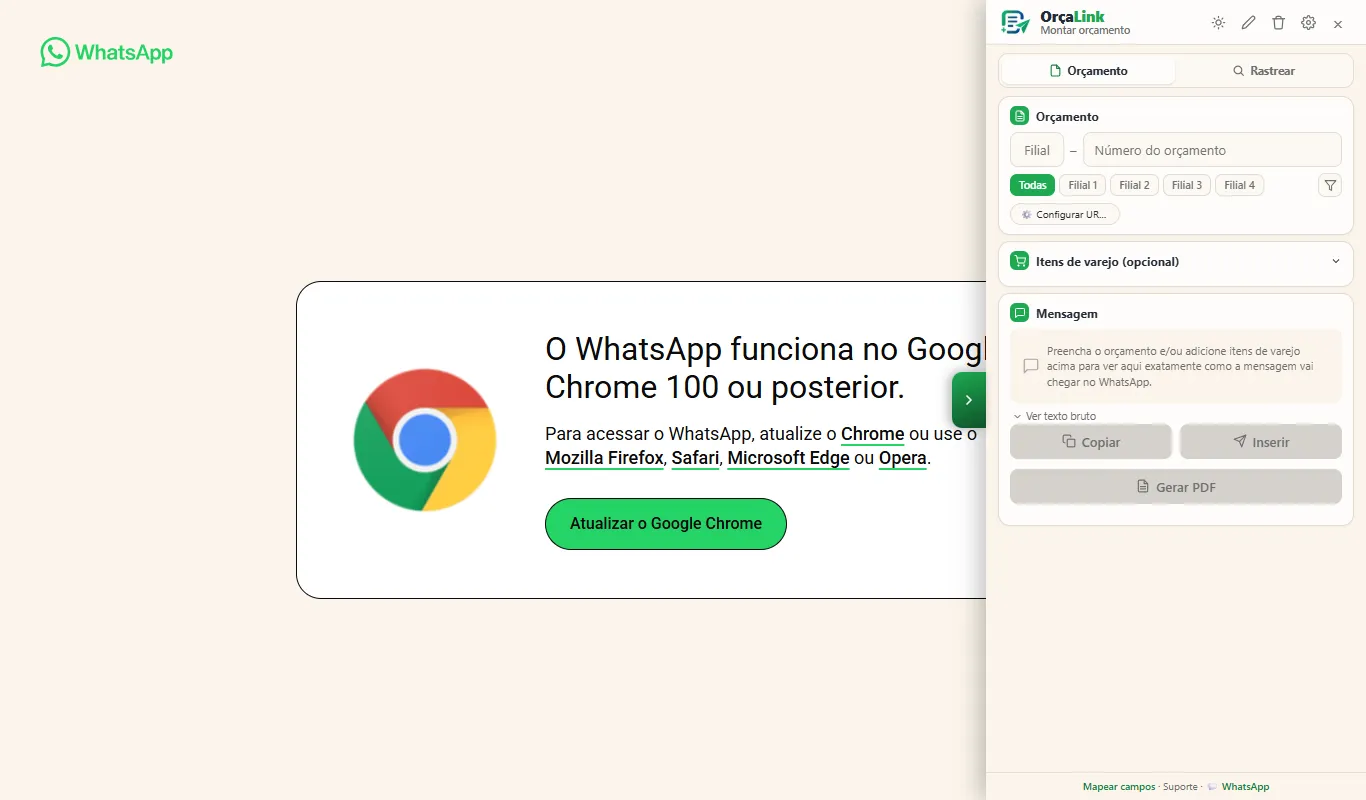 WhatsApp
O WhatsApp funciona no Googl
Chrome 100 ou posterior.
Para acessar o WhatsApp, atualize o Chrome ou use o
Mozilla Firefox, Safari, Microsoft Edge ou Opera.
Atualizar o Google Chrome
OrçaLink
Montar orçamento
Orçamento
Rastrear
Orçamento
Filial – Número do orçamento
Todas Filial 1 Filial 2 Filial 3 Filial 4
Configurar UR...
Itens de varejo (opcional)
Mensagem
Preencha o orçamento e/ou adicione itens de varejo
acima para ver aqui exatamente como a mensagem vai
chegar no WhatsApp.
Ver texto bruto
Copiar
Inserir
Gerar PDF
Mapear campos · Suporte · WhatsApp